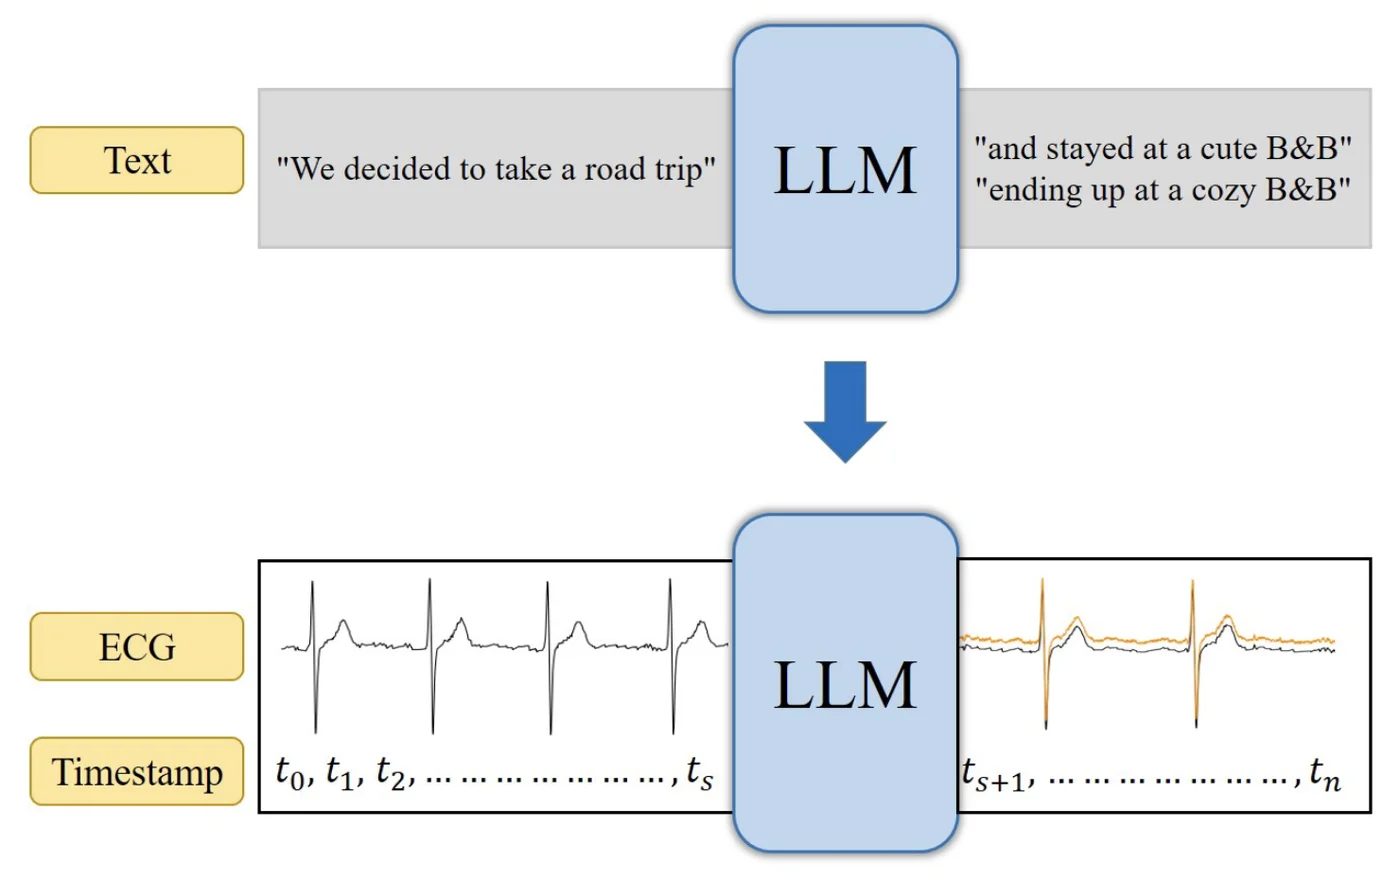 Text
"We decided to take a road trip"
LLM
"and stayed at a cute B&B"
"ending up at a cozy B&B"
ECG
LLM
Timestamp
t0, t1, t2, ... ... ... ... ... ... ..., ts
ts+1, ... ... ... ... ... ... ..., tn